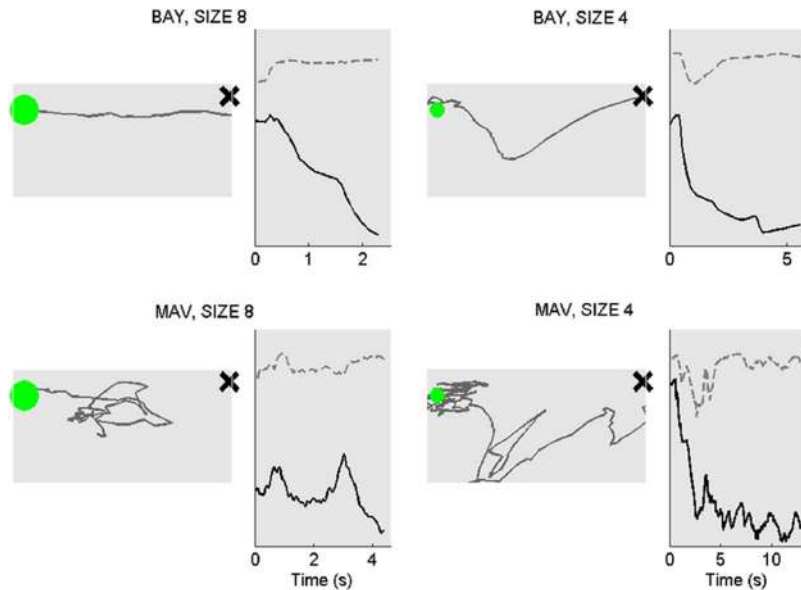 BAY, SIZE 8
BAY, SIZE 4
0 1 2
0 5
MAV, SIZE 8
MAV, SIZE 4
0 2 4
0 5 10
Time (s)
Time (s)